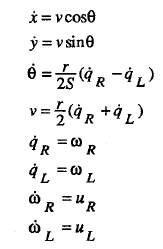 ẋ = v cosθ
ẏ = v sinθ
θ̇ = r/2S (q̇_R − q̇_L)
v = r/2 (q̇_R + q̇_L)
q̇_R = ω_R
q̇_L = ω_L
ω̇_R = u_R
ω̇_L = u_L